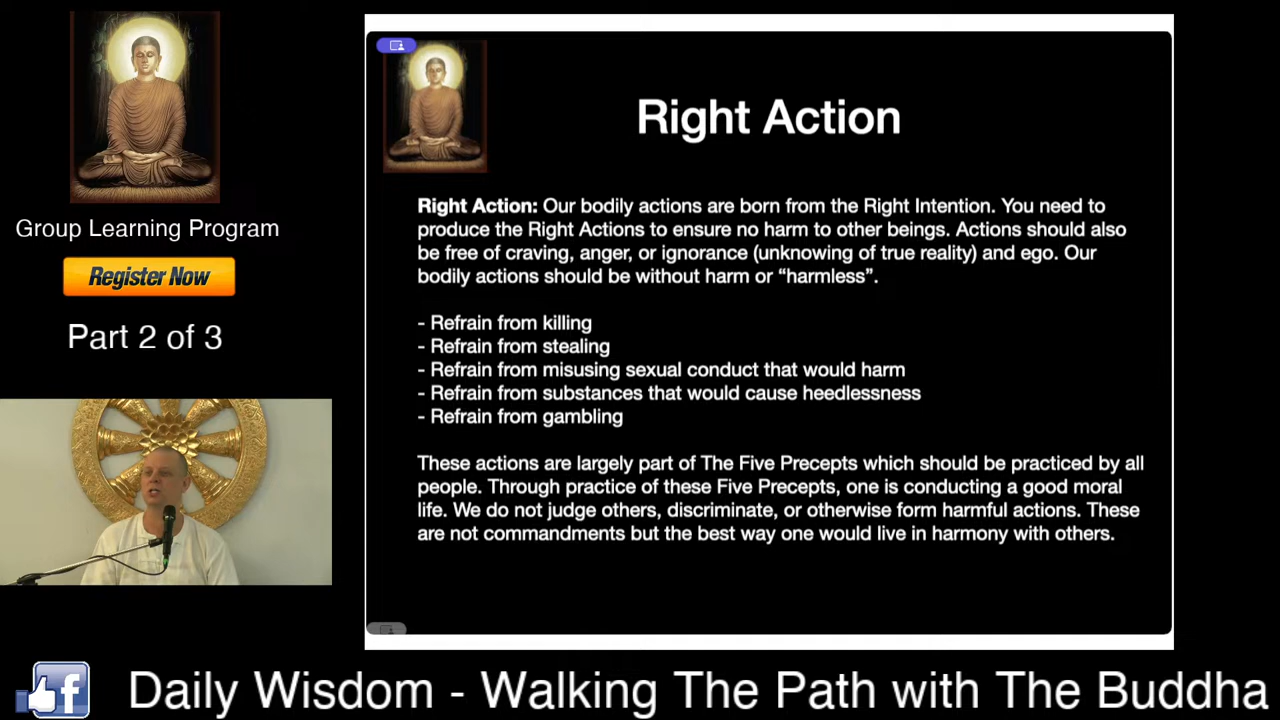 Group Learning Program
Register Now
Part 2 of 3
Right Action
Right Action: Our bodily actions are born from the Right Intention. You need to
produce the Right Actions to ensure no harm to other beings. Actions should also
be free of craving, anger, or ignorance (unknowing of true reality) and ego. Our
bodily actions should be without harm or “harmless”.
- Refrain from killing
- Refrain from stealing
- Refrain from misusing sexual conduct that would harm
- Refrain from substances that would cause heedlessness
- Refrain from gambling
These actions are largely part of The Five Precepts which should be practiced by all
people. Through practice of these Five Precepts, one is conducting a good moral
life. We do not judge others, discriminate, or otherwise form harmful actions. These
are not commandments but the best way one would live in harmony with others.
f
Daily Wisdom - Walking The Path with The Buddha